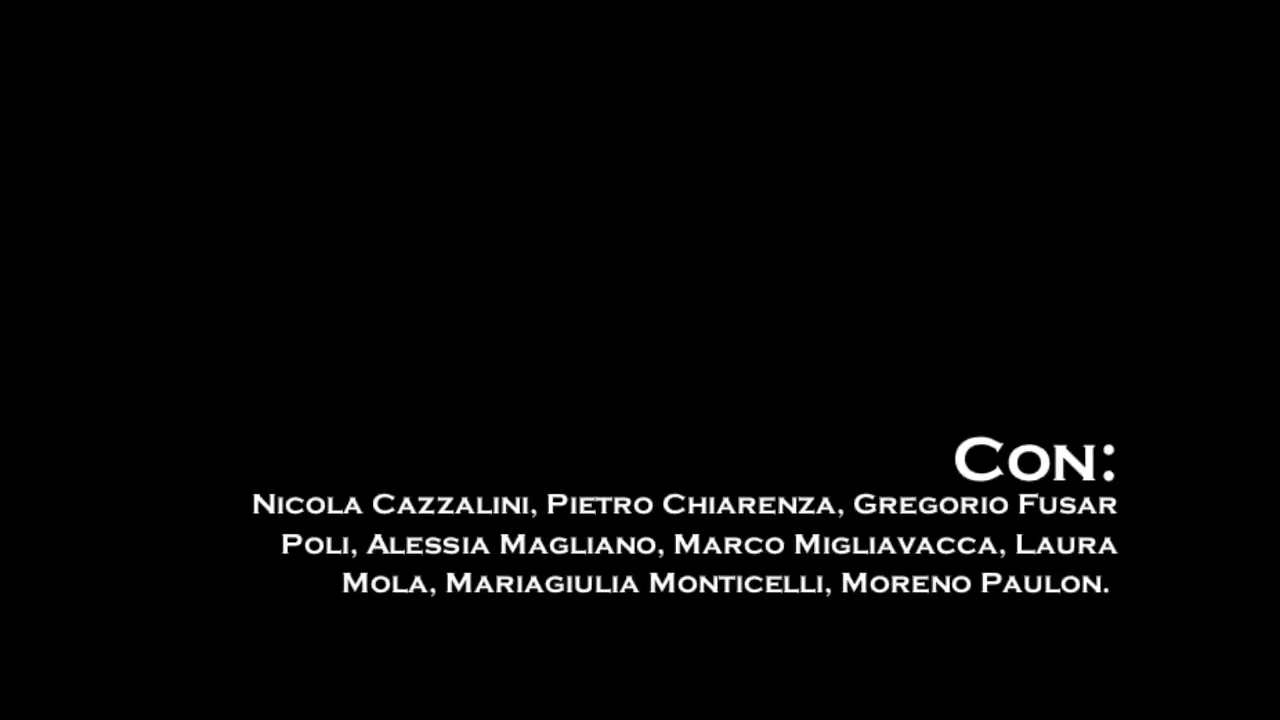 Con:
Nicola Cazzalini, Pietro Chiarenza, Gregorio Fusar
Poli, Alessia Magliano, Marco Migliavacca, Laura
Mola, Mariagiulia Monticelli, Moreno Paulon.